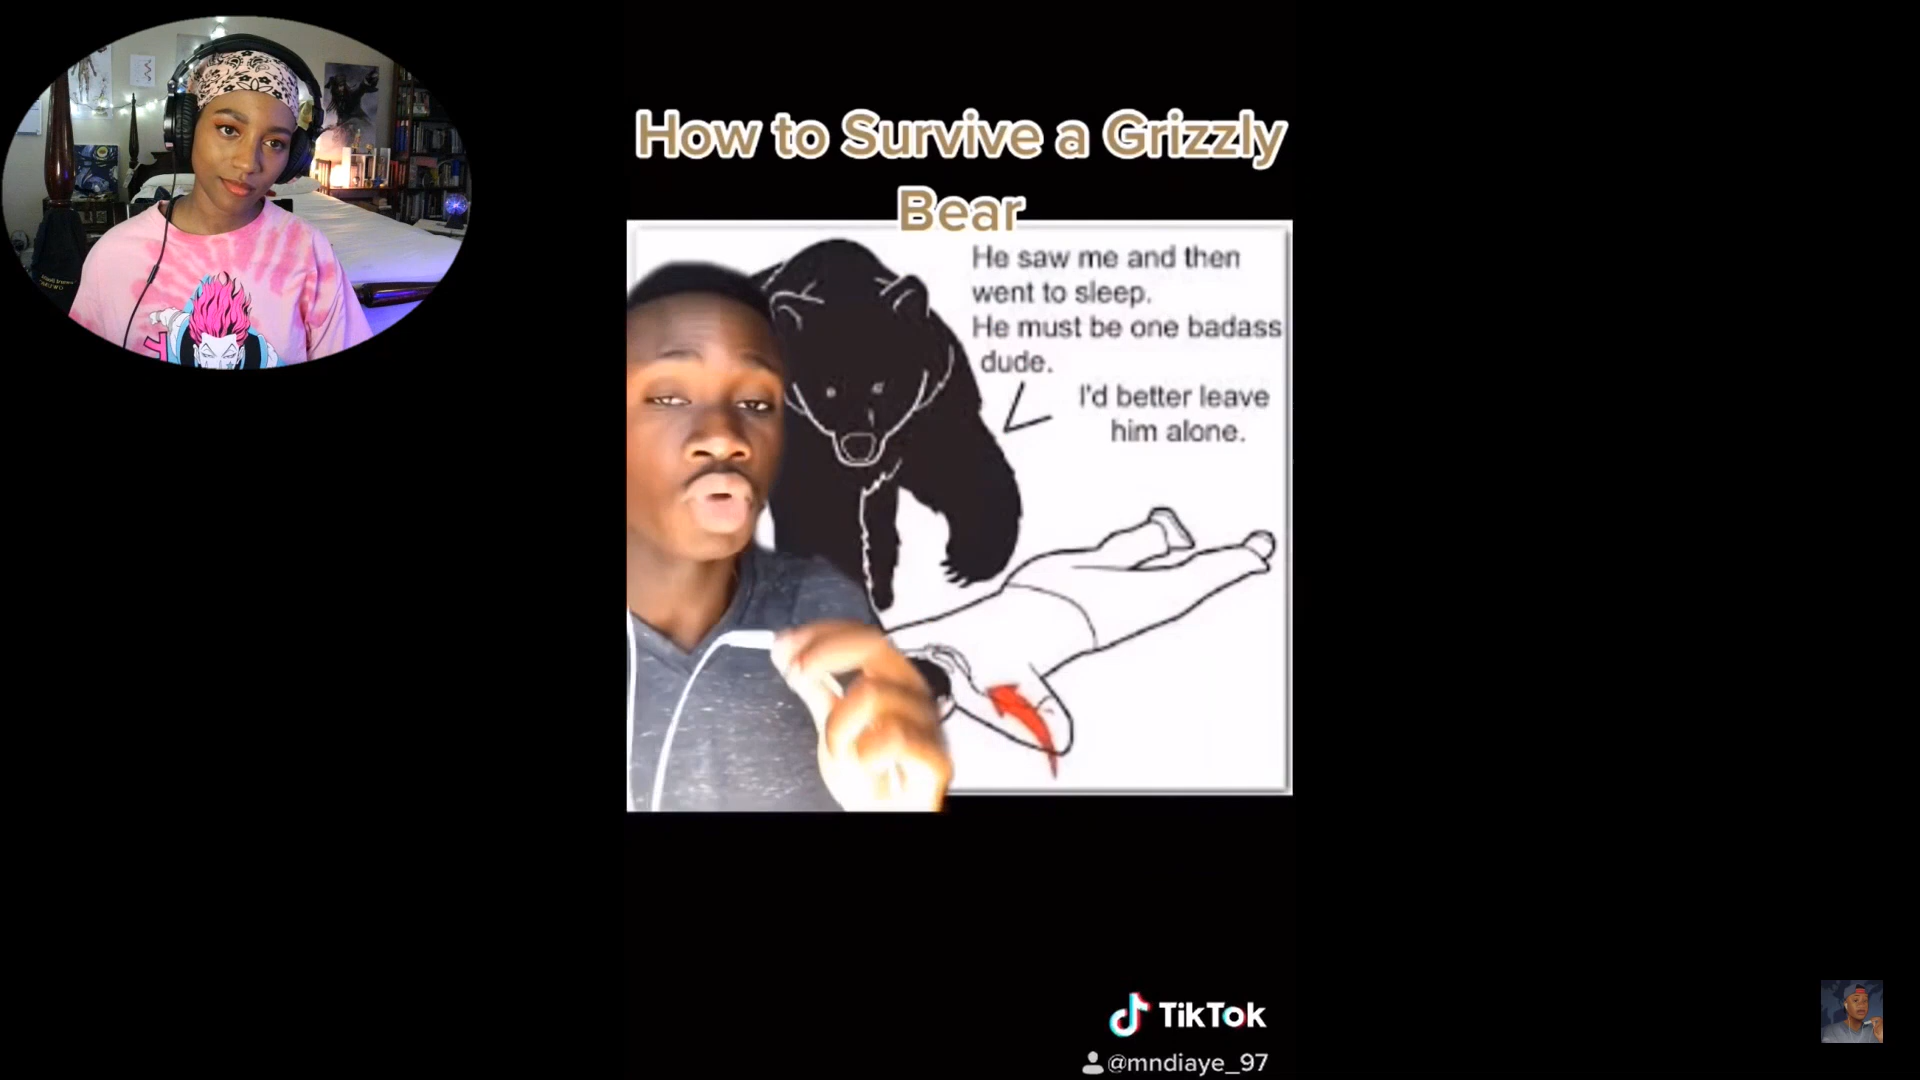 How to Survive a Grizzly
Bear
He saw me and then
went to sleep.
He must be one badass
dude.
I'd better leave
him alone.
TikTok
@mndiaye_97